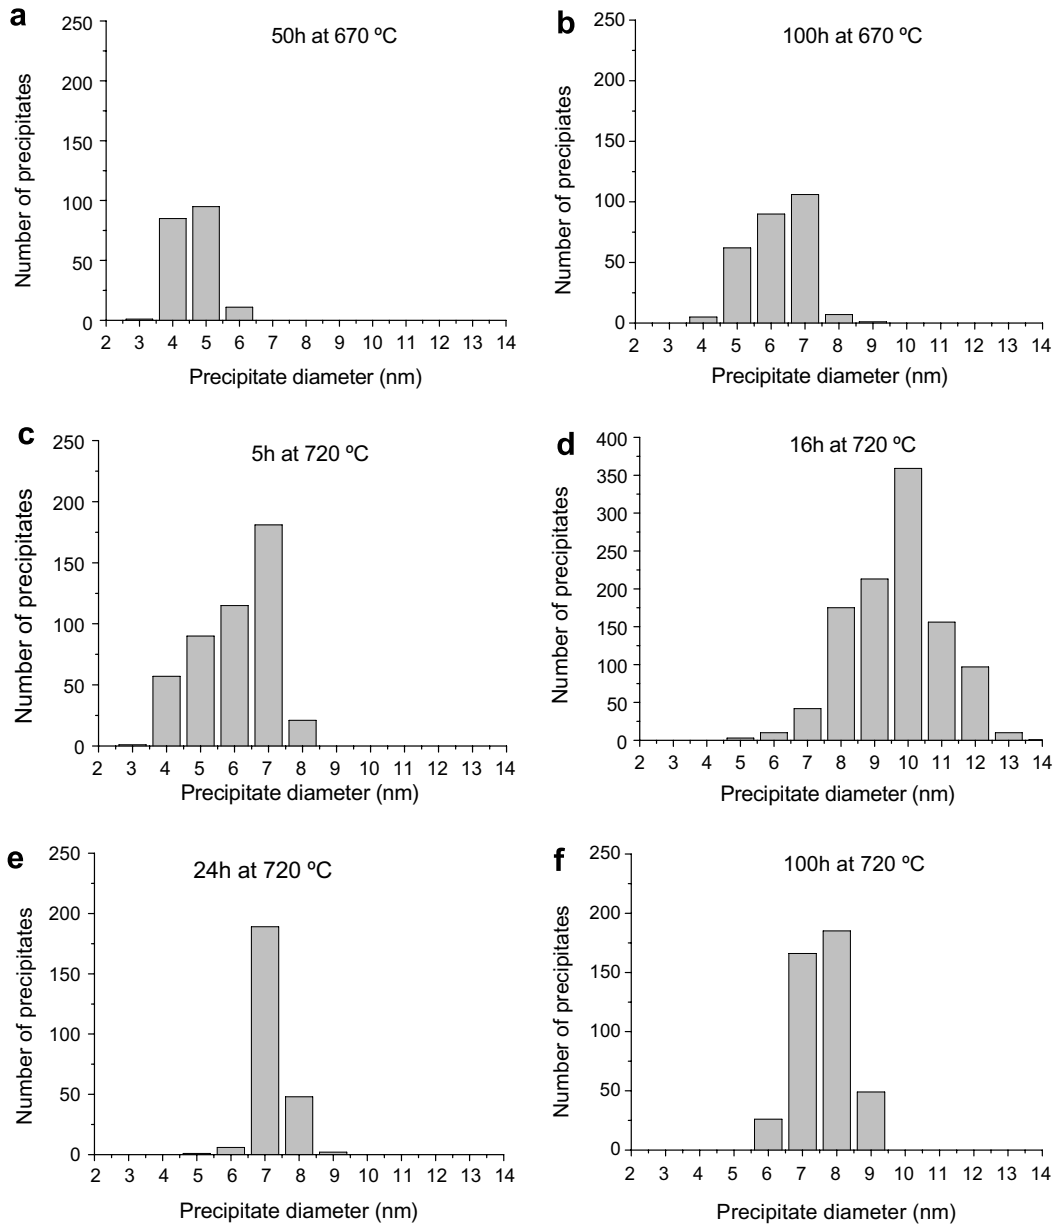 a
50h at 670 ºC
250
200
150
100
50
0
Number of precipitates
2 3 4 5 6 7 8 9 10 11 12 13 14
Precipitate diameter (nm)
b
100h at 670 ºC
250
200
150
100
50
0
Number of precipiates
2 3 4 5 6 7 8 9 10 11 12 13 14
Precipitate diameter (nm)
c
5h at 720 ºC
250
200
150
100
50
0
Number of precipitates
2 3 4 5 6 7 8 9 10 11 12 13 14
Precipitate diameter (nm)
d
16h at 720 ºC
400
350
300
250
200
150
100
50
0
Number of precipitates
2 3 4 5 6 7 8 9 10 11 12 13 14
Precipitate diameter (nm)
e
24h at 720 ºC
250
200
150
100
50
0
Number of precipitates
2 3 4 5 6 7 8 9 10 11 12 13 14
Precipitate diameter (nm)
f
100h at 720 ºC
250
200
150
100
50
0
Number of precipitates
2 3 4 5 6 7 8 9 10 11 12 13 14
Precipitate diameter (nm)